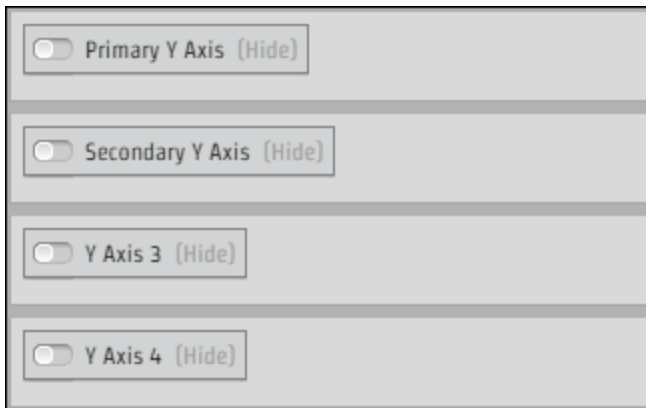 Primary Y Axis (Hide)
Secondary Y Axis (Hide)
Y Axis 3 (Hide)
Y Axis 4 (Hide)